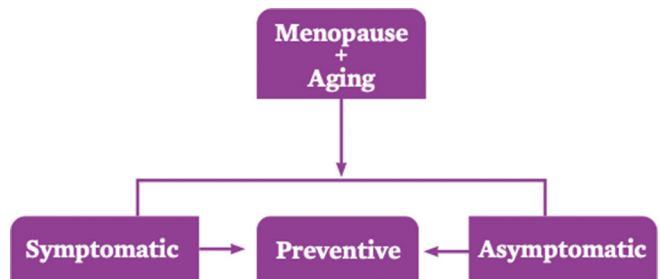 Menopause
+
Aging
Symptomatic
Preventive
Asymptomatic